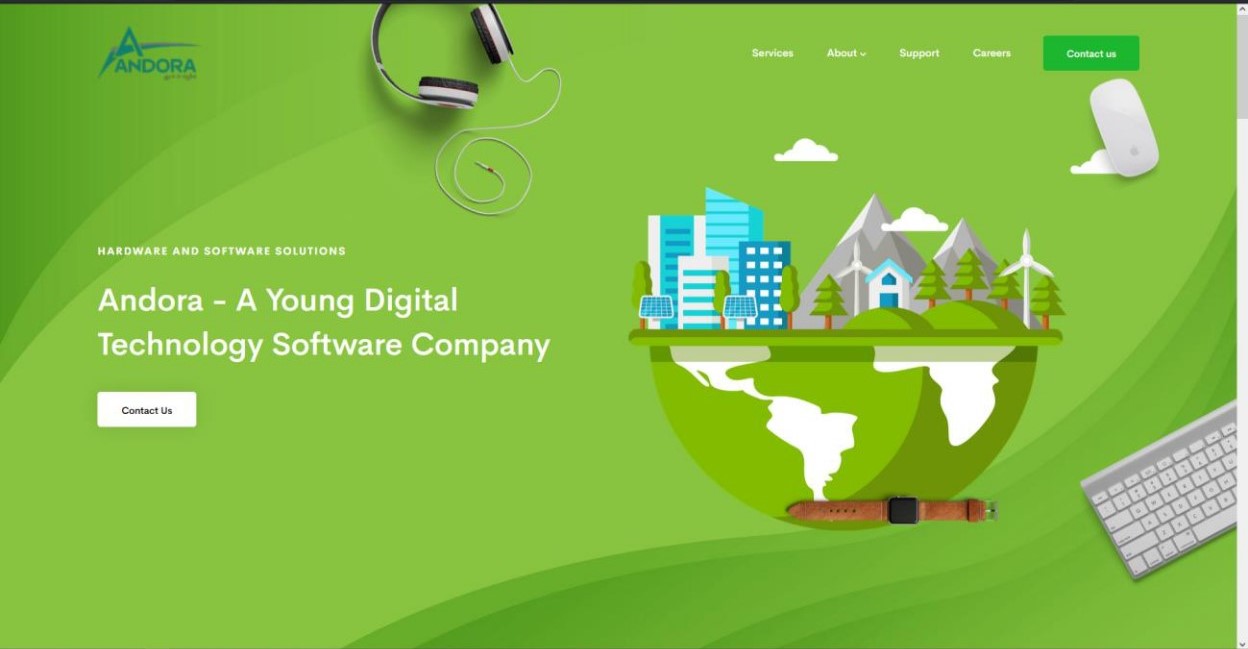 ANDORA
Services
About
Support
Careers
Contact us
HARDWARE AND SOFTWARE SOLUTIONS
Andora - A Young Digital
Technology Software Company
Contact Us